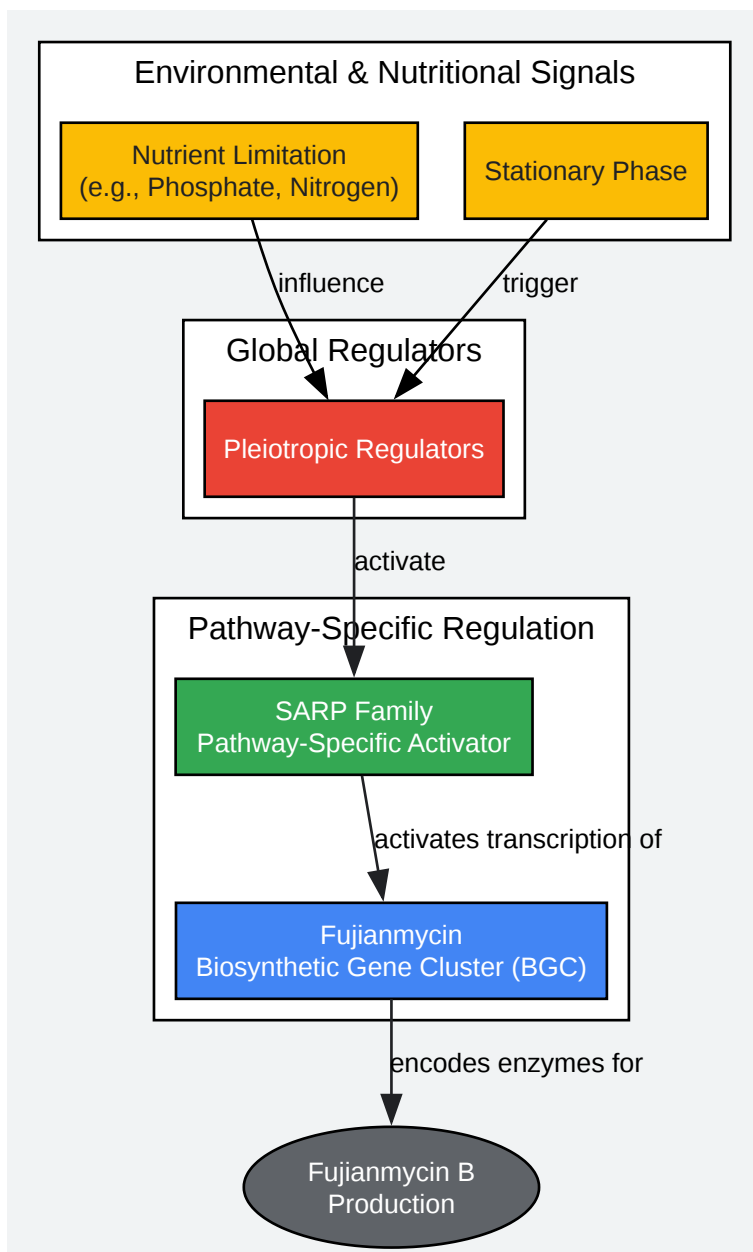 Environmental & Nutritional Signals
Nutrient Limitation
(e.g., Phosphate, Nitrogen)
Stationary Phase
influence
trigger
Global Regulators
Pleiotropic Regulators
activate
Pathway-Specific Regulation
SARP Family
Pathway-Specific Activator
activates transcription of
Fujianmycin
Biosynthetic Gene Cluster (BGC)
encodes enzymes for
Fujianmycin B
Production